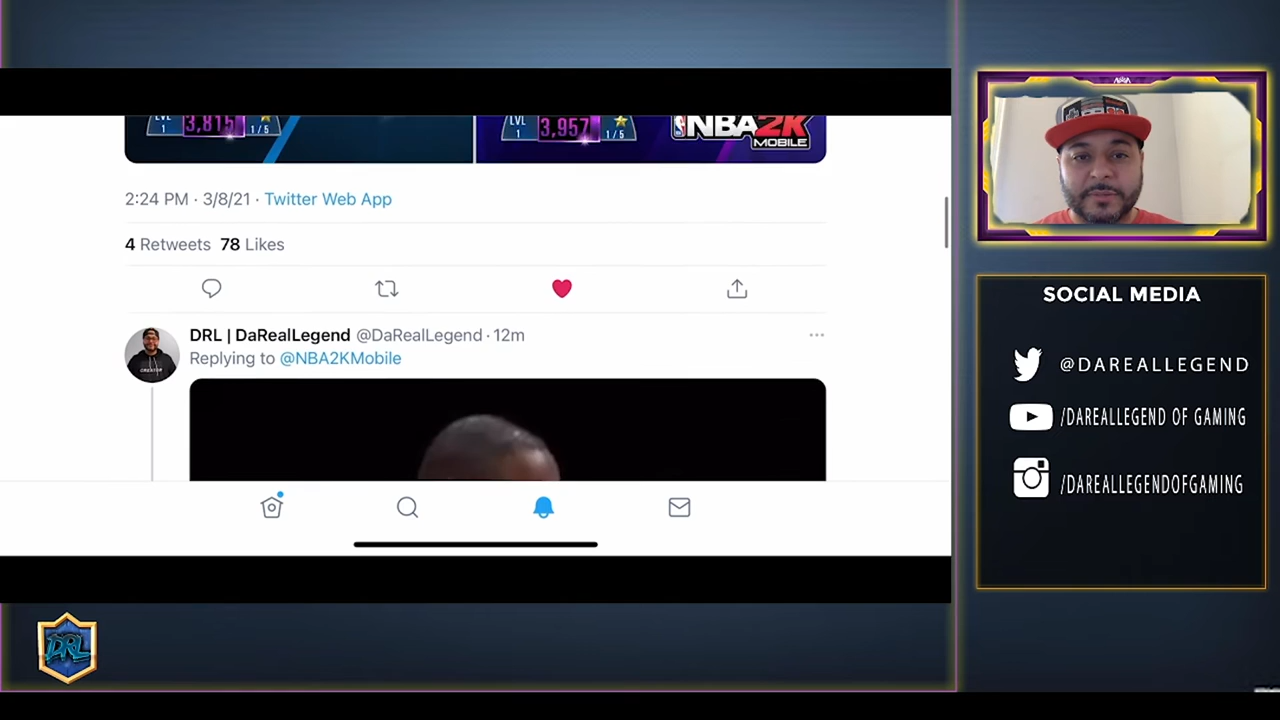 LVL
1
3,815
1/5
LVL
1
3,957
1/5
NBA2K
MOBILE
2:24 PM · 3/8/21 · Twitter Web App
4 Retweets 78 Likes
DRL | DaRealLegend @DaRealLegend · 12m
Replying to @NBA2KMobile
SOCIAL MEDIA
@DAREALLEGEND
/DAREALLEGEND OF GAMING
/DAREALLEGENDOFGAMING
DRL